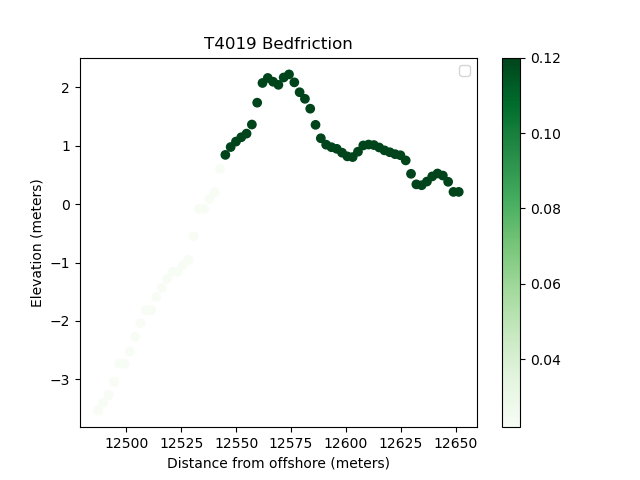 T4019 Bedfriction
2
1
0
−1
−2
−3
Elevation (meters)
12500 12525 12550 12575 12600 12625 12650
Distance from offshore (meters)
0.12
0.10
0.08
0.06
0.04